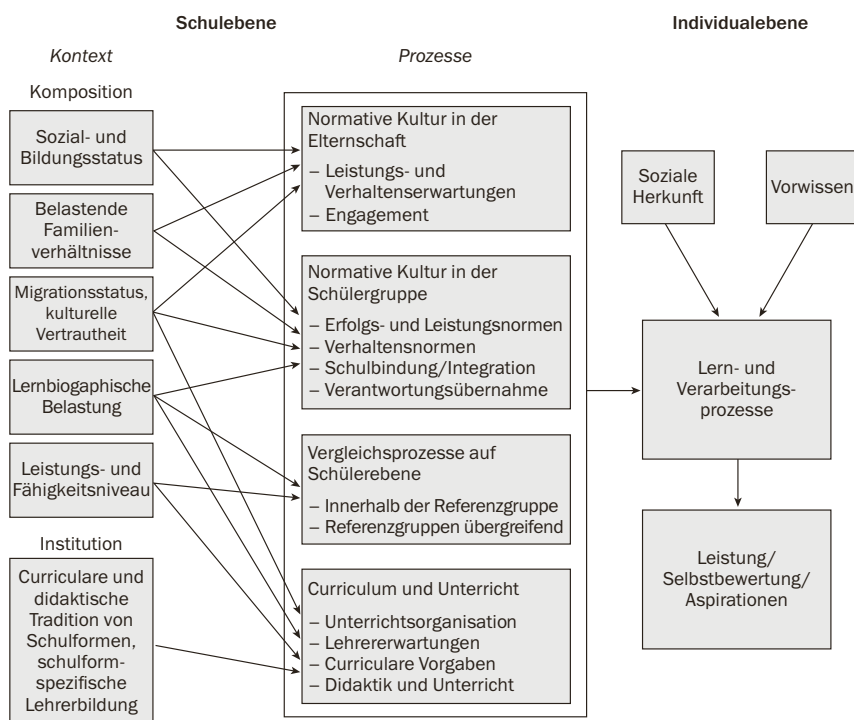 Schulebene
Individualebene
Kontext
Prozesse
Komposition
Sozial- und
Bildungsstatus
Belastende
Familien-
verhältnisse
Migrationsstatus,
kulturelle
Vertrautheit
Lernbiogaphische
Belastung
Leistungs- und
Fähigkeitsniveau
Institution
Curriculare und
didaktische
Tradition von
Schulformen,
schulform-
spezifische
Lehrerbildung
Normative Kultur in der
Elternschaft
– Leistungs- und
Verhaltenserwartungen
– Engagement
Normative Kultur in der
Schülergruppe
– Erfolgs- und Leistungsnormen
– Verhaltensnormen
– Schulbindung/Integration
– Verantwortungsübernahme
Vergleichsprozesse auf
Schülerebene
– Innerhalb der Referenzgruppe
– Referenzgruppen übergreifend
Curriculum und Unterricht
– Unterrichtsorganisation
– Lehrererwartungen
– Curriculare Vorgaben
– Didaktik und Unterricht
Soziale
Herkunft
Vorwissen
Lern- und
Verarbeitungs-
prozesse
Leistung/
Selbstbewertung/
Aspirationen